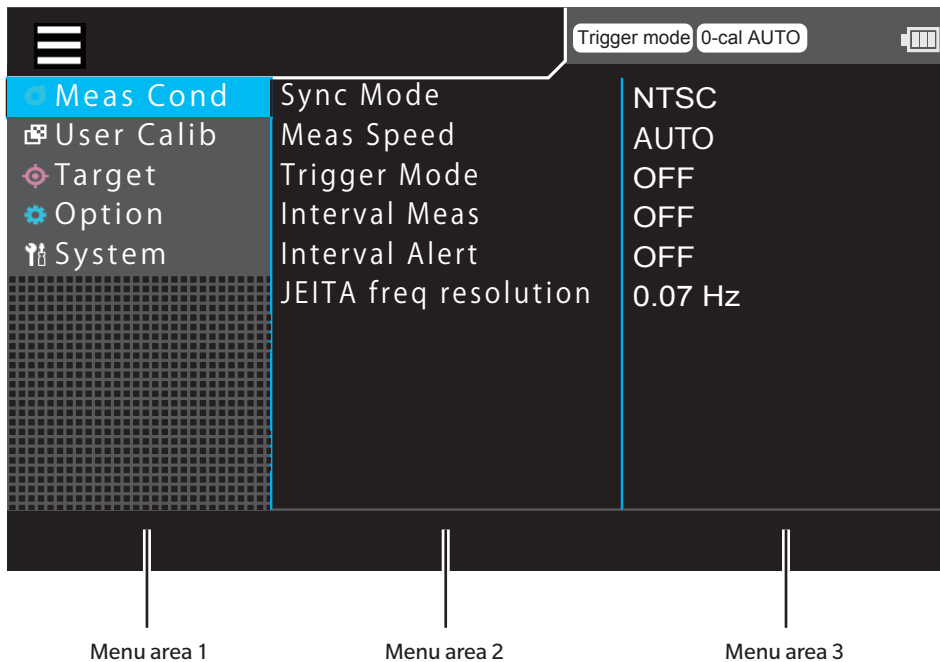 Trigger mode 0-cal AUTO
Meas Cond Sync Mode NTSC
User Calib Meas Speed AUTO
Target Trigger Mode OFF
Option Interval Meas OFF
System Interval Alert OFF
JEITA freq resolution 0.07 Hz
Menu area 1 Menu area 2 Menu area 3